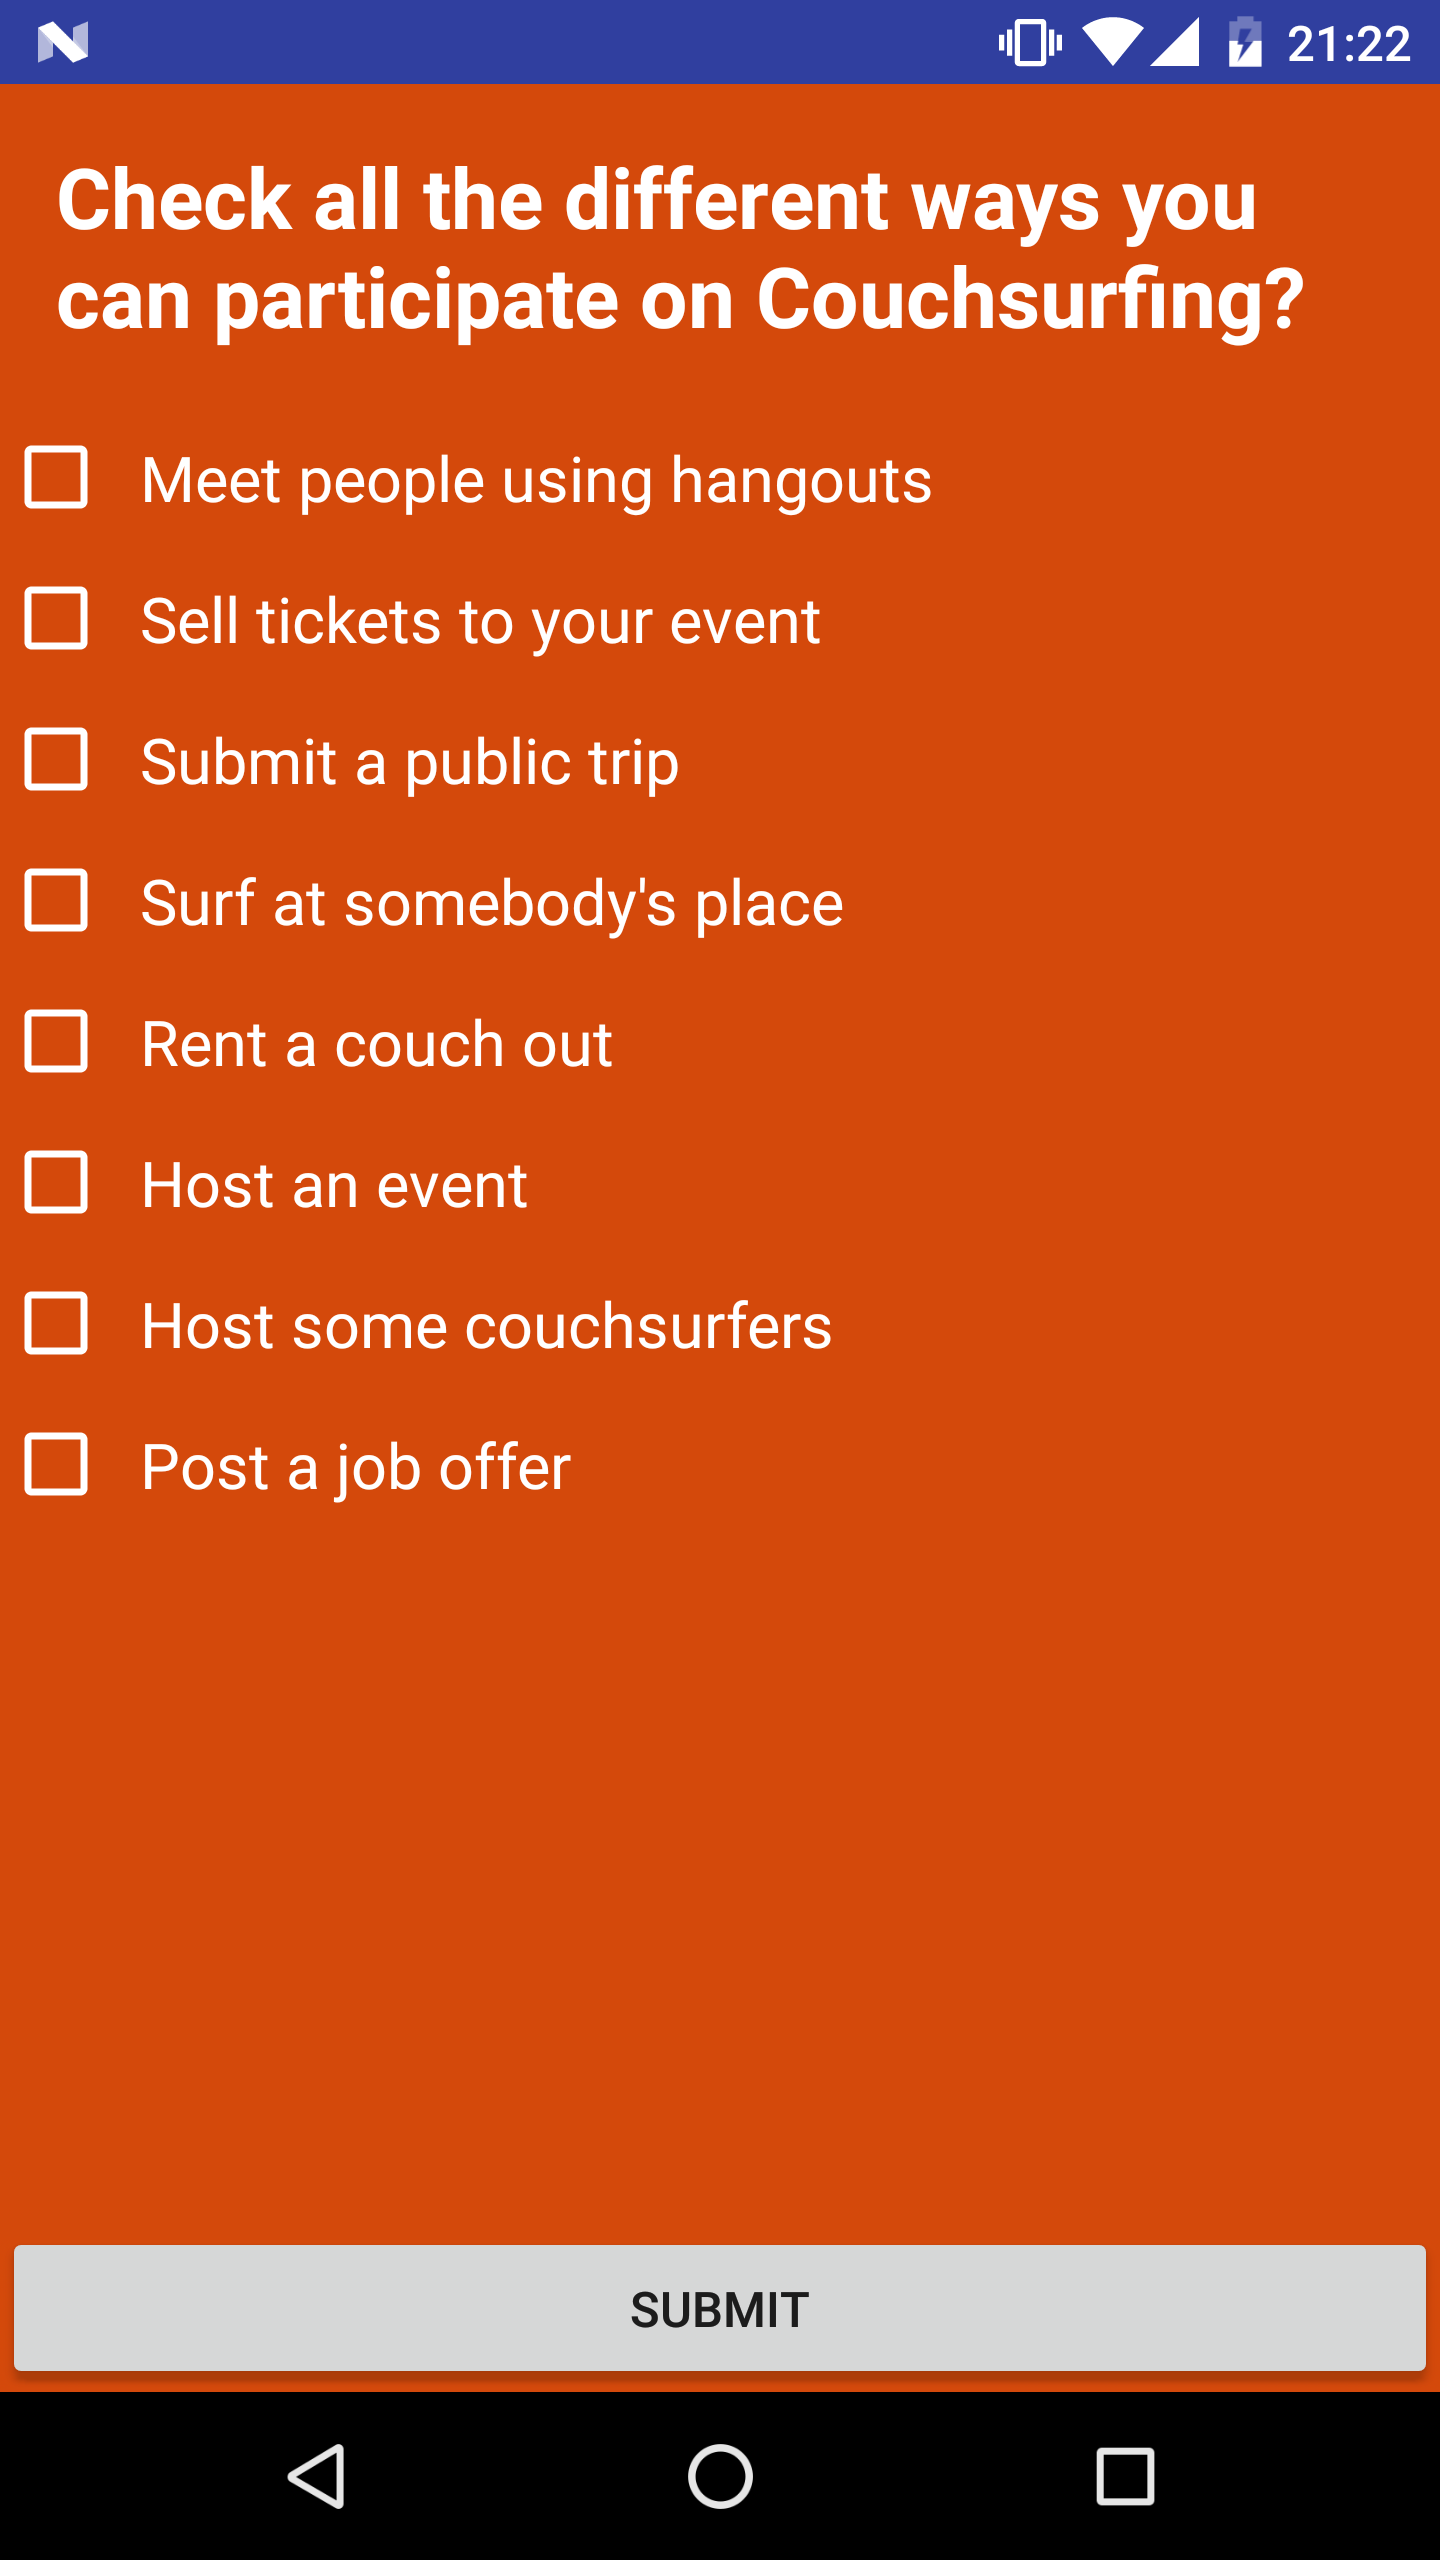 21:22
Check all the different ways you
can participate on Couchsurfing?
Meet people using hangouts
Sell tickets to your event
Submit a public trip
Surf at somebody's place
Rent a couch out
Host an event
Host some couchsurfers
Post a job offer
SUBMIT